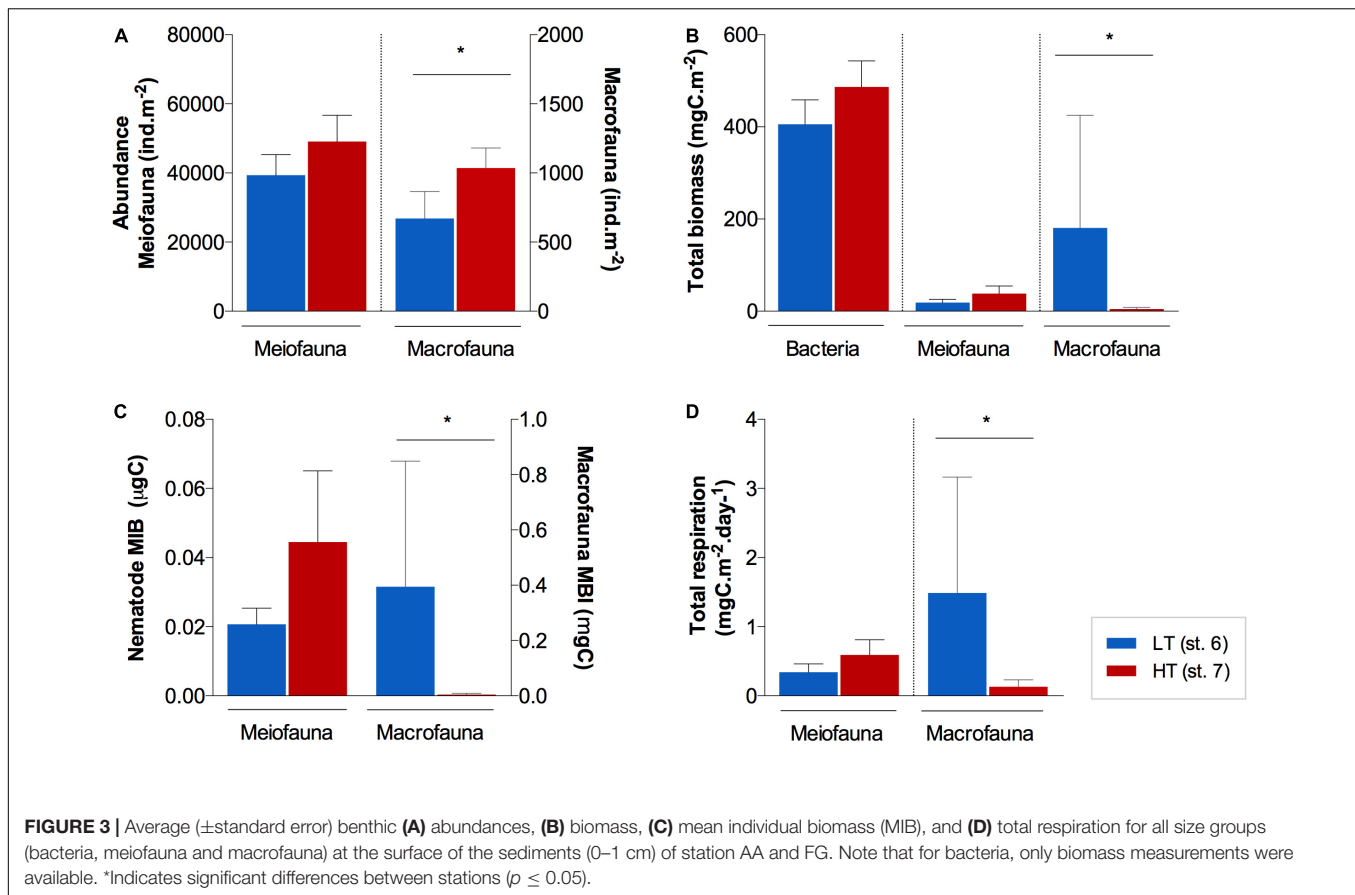 A
80000
60000
40000
20000
0
Abundance
Meiofauna (ind.m-2)
*
2000
1500
1000
500
0
Macrofauna (ind.m-2)
Meiofauna
Macrofauna
B
600
400
200
0
Total biomass (mgC.m-2)
*
Bacteria
Meiofauna
Macrofauna
C
0.08
0.06
0.04
0.02
0.00
Nematode MIB (µgC)
*
1.0
0.8
0.6
0.4
0.2
0.0
Macrofauna MBI (mgC)
Meiofauna
Macrofauna
D
4
3
2
1
0
Total respiration
(mgC.m-2.day-1)
*
Meiofauna
Macrofauna
LT (st. 6)
HT (st. 7)
FIGURE 3 | Average (±standard error) benthic (A) abundances, (B) biomass, (C) mean individual biomass (MIB), and (D) total respiration for all size groups
(bacteria, meiofauna and macrofauna) at the surface of the sediments (0–1 cm) of station AA and FG. Note that for bacteria, only biomass measurements were
available. *Indicates significant differences between stations (p ≤ 0.05).